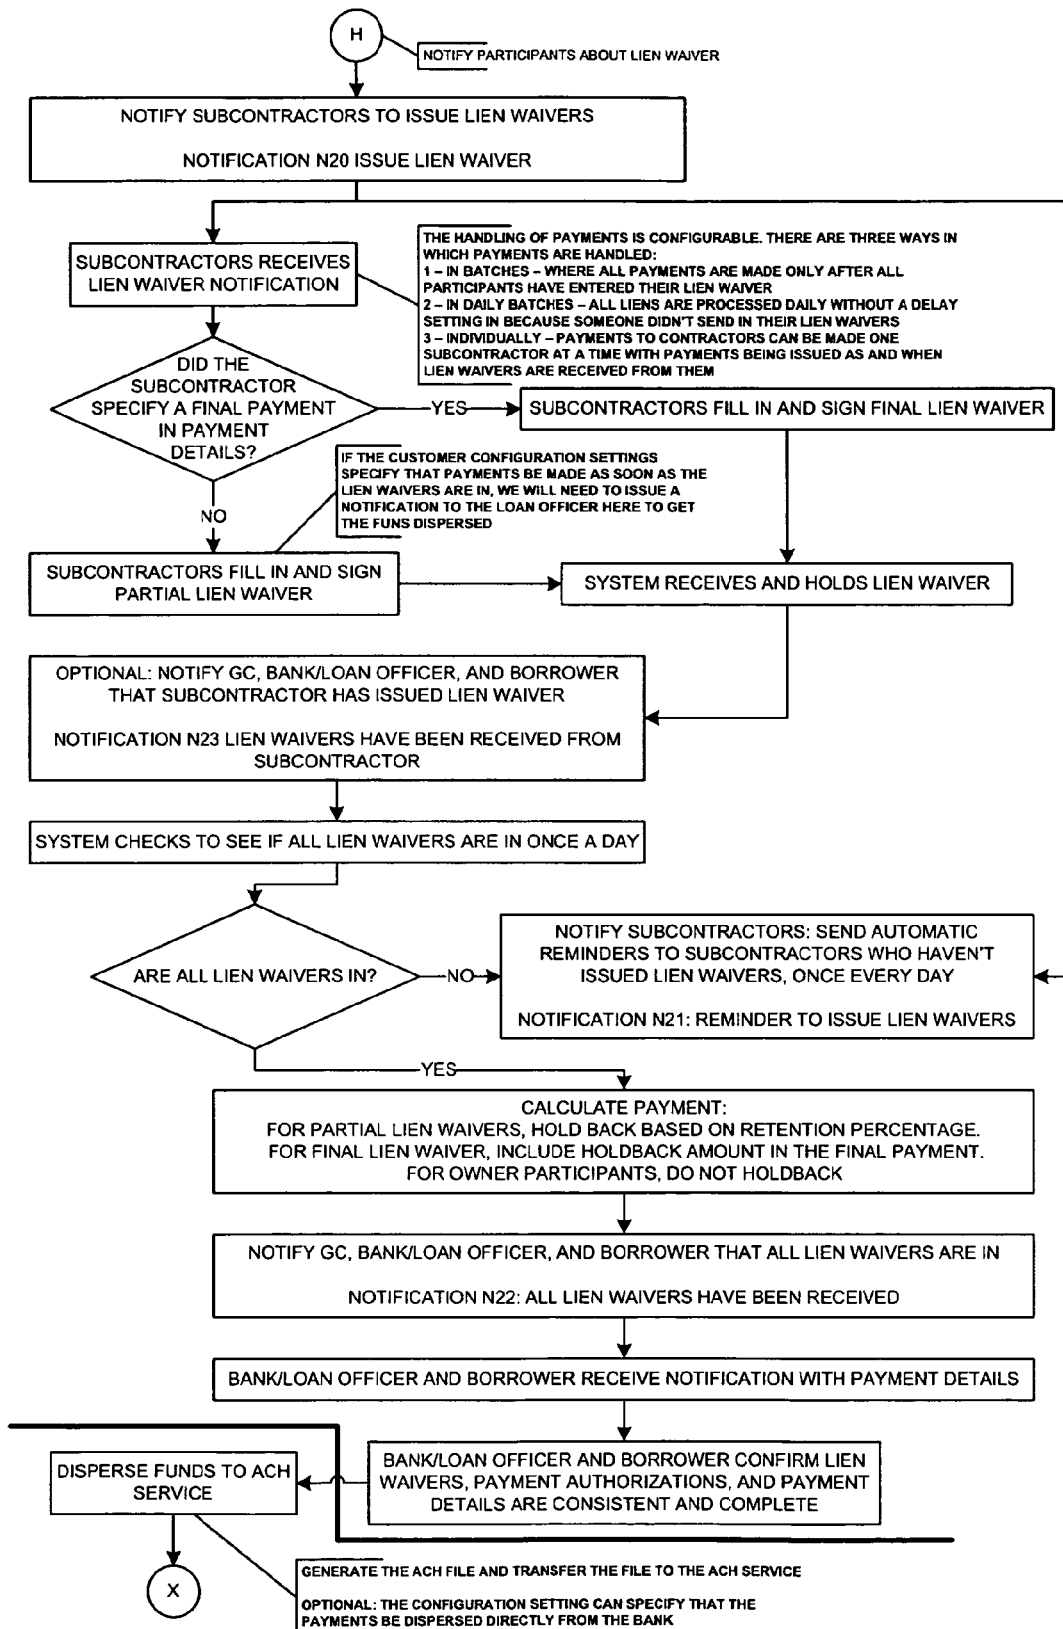 H
NOTIFY PARTICIPANTS ABOUT LIEN WAIVER
NOTIFY SUBCONTRACTORS TO ISSUE LIEN WAIVERS
NOTIFICATION N20 ISSUE LIEN WAIVER
SUBCONTRACTORS RECEIVES
LIEN WAIVER NOTIFICATION
THE HANDLING OF PAYMENTS IS CONFIGURABLE. THERE ARE THREE WAYS IN
WHICH PAYMENTS ARE HANDLED:
1 – IN BATCHES – WHERE ALL PAYMENTS ARE MADE ONLY AFTER ALL
PARTICIPANTS HAVE ENTERED THEIR LIEN WAIVER
2 – IN DAILY BATCHES – ALL LIENS ARE PROCESSED DAILY WITHOUT A DELAY
SETTING IN BECAUSE SOMEONE DIDN'T SEND IN THEIR LIEN WAIVERS
3 – INDIVIDUALLY – PAYMENTS TO CONTRACTORS CAN BE MADE ONE
SUBCONTRACTOR AT A TIME WITH PAYMENTS BEING ISSUED AS AND WHEN
LIEN WAIVERS ARE RECEIVED FROM THEM
DID THE
SUBCONTRACTOR
SPECIFY A FINAL PAYMENT
IN PAYMENT
DETAILS?
YES
SUBCONTRACTORS FILL IN AND SIGN FINAL LIEN WAIVER
IF THE CUSTOMER CONFIGURATION SETTINGS
SPECIFY THAT PAYMENTS BE MADE AS SOON AS THE
LIEN WAIVERS ARE IN, WE WILL NEED TO ISSUE A
NOTIFICATION TO THE LOAN OFFICER HERE TO GET
THE FUNS DISPERSED
NO
SUBCONTRACTORS FILL IN AND SIGN
PARTIAL LIEN WAIVER
SYSTEM RECEIVES AND HOLDS LIEN WAIVER
OPTIONAL: NOTIFY GC, BANK/LOAN OFFICER, AND BORROWER
THAT SUBCONTRACTOR HAS ISSUED LIEN WAIVER
NOTIFICATION N23 LIEN WAIVERS HAVE BEEN RECEIVED FROM
SUBCONTRACTOR
SYSTEM CHECKS TO SEE IF ALL LIEN WAIVERS ARE IN ONCE A DAY
ARE ALL LIEN WAIVERS IN?
NO
NOTIFY SUBCONTRACTORS: SEND AUTOMATIC
REMINDERS TO SUBCONTRACTORS WHO HAVEN'T
ISSUED LIEN WAIVERS, ONCE EVERY DAY
NOTIFICATION N21: REMINDER TO ISSUE LIEN WAIVERS
YES
CALCULATE PAYMENT:
FOR PARTIAL LIEN WAIVERS, HOLD BACK BASED ON RETENTION PERCENTAGE.
FOR FINAL LIEN WAIVER, INCLUDE HOLDBACK AMOUNT IN THE FINAL PAYMENT.
FOR OWNER PARTICIPANTS, DO NOT HOLDBACK
NOTIFY GC, BANK/LOAN OFFICER, AND BORROWER THAT ALL LIEN WAIVERS ARE IN
NOTIFICATION N22: ALL LIEN WAIVERS HAVE BEEN RECEIVED
BANK/LOAN OFFICER AND BORROWER RECEIVE NOTIFICATION WITH PAYMENT DETAILS
BANK/LOAN OFFICER AND BORROWER CONFIRM LIEN
WAIVERS, PAYMENT AUTHORIZATIONS, AND PAYMENT
DETAILS ARE CONSISTENT AND COMPLETE
DISPERSE FUNDS TO ACH
SERVICE
X
GENERATE THE ACH FILE AND TRANSFER THE FILE TO THE ACH SERVICE
OPTIONAL: THE CONFIGURATION SETTING CAN SPECIFY THAT THE
PAYMENTS BE DISPERSED DIRECTLY FROM THE BANK